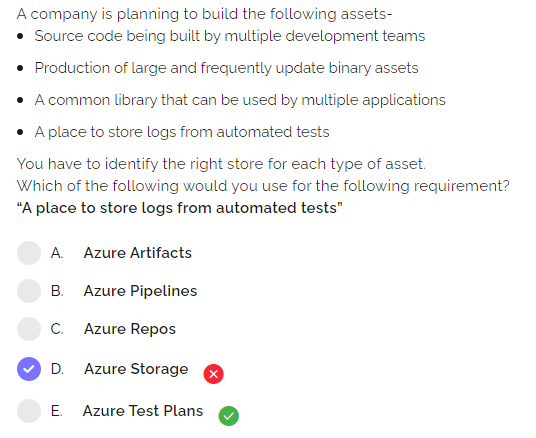 A company is planning to build the following assets-
• Source code being built by multiple development teams
• Production of large and frequently update binary assets
• A common library that can be used by multiple applications
• A place to store logs from automated tests
You have to identify the right store for each type of asset.
Which of the following would you use for the following requirement?
“A place to store logs from automated tests”
A. Azure Artifacts
B. Azure Pipelines
C. Azure Repos
D. Azure Storage
E. Azure Test Plans